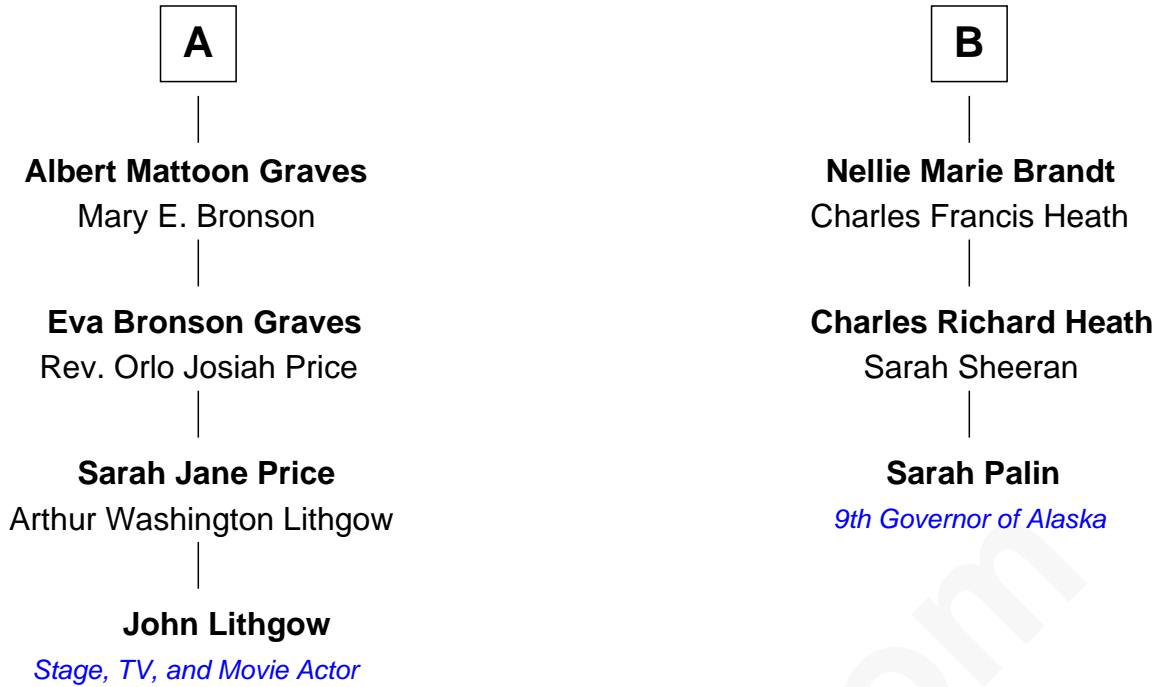 A
Albert Mattoon Graves
Mary E. Bronson
Eva Bronson Graves
Rev. Orlo Josiah Price
Sarah Jane Price
Arthur Washington Lithgow
John Lithgow
Stage, TV, and Movie Actor
B
Nellie Marie Brandt
Charles Francis Heath
Charles Richard Heath
Sarah Sheeran
Sarah Palin
9th Governor of Alaska
om